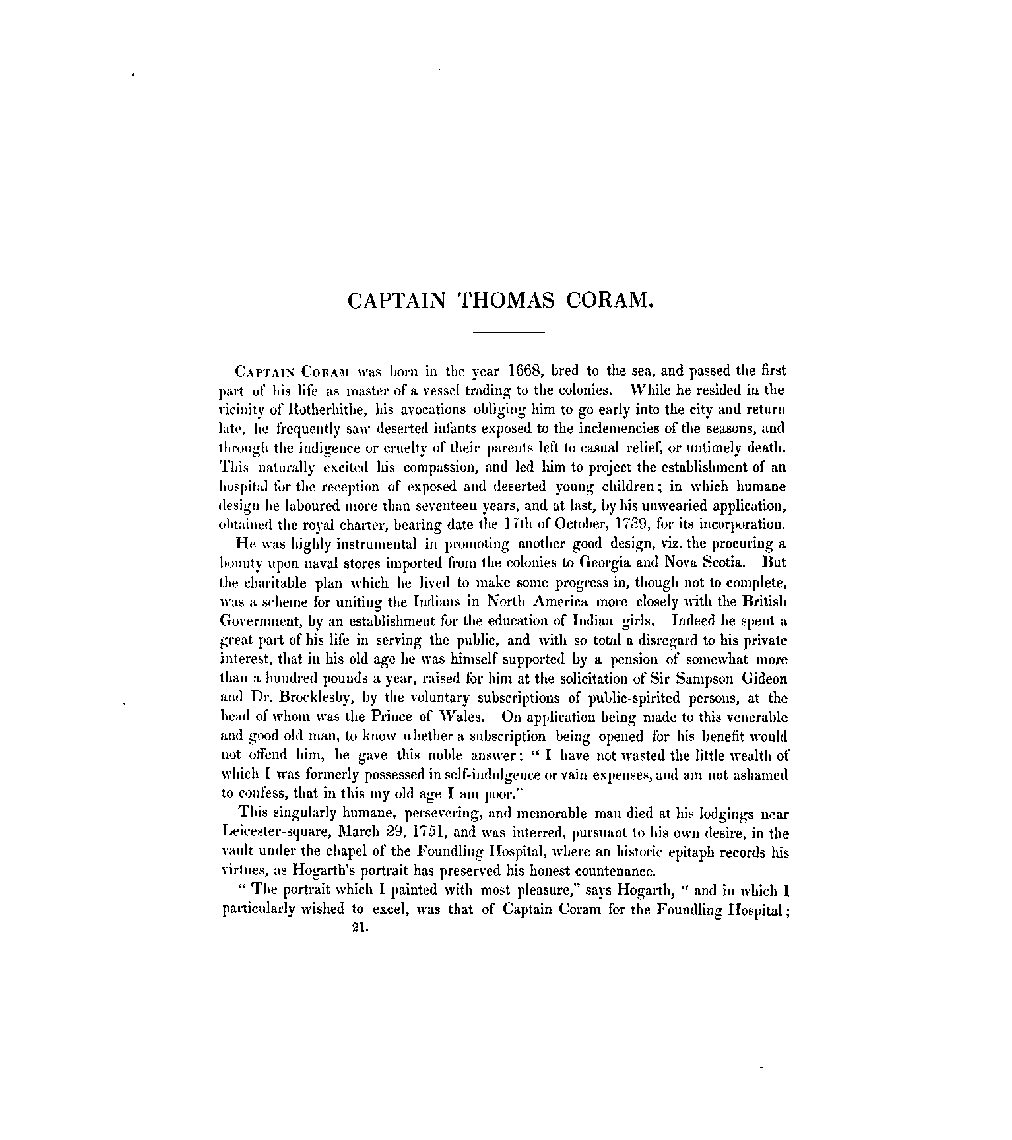 CAPTAIN THOMAS CORAM.
CAPTAIN CORAM was born in the year 1668, bred to the sea, and passed the first
part of his life as master of a vessel trading to the colonies. While he resided in the
vicinity of Rotherhithe, his avocations obliging him to go early into the city and return
late, he frequently saw deserted infants exposed to the inclemencies of the seasons, and
through the indigence or cruelty of their parents left to casual relief, or untimely death.
This naturally excited his compassion, and led him to project the establishment of an
hospital for the reception of exposed and deserted young children; in which humane
design he laboured more than seventeen years, and at last, by his unwearied application,
obtained the royal charter, bearing date the 17th of October, 1739, for its incorporation.
He was highly instrumental in promoting another good design, viz. the procuring a
bounty upon naval stores imported from the colonies to Georgia and Nova Scotia. But
the charitable plan which he lived to make some progress in, though not to complete,
was a scheme for uniting the Indians in North America more closely with the British
Government, by an establishment for the education of Indian girls. Indeed he spent a
great part of his life in serving the public, and with so total a disregard to his private
interest, that in his old age he was himself supported by a pension of somewhat more
than a hundred pounds a year, raised for him at the solicitation of Sir Sampson Gideon
and Dr. Brocklesby, by the voluntary subscriptions of public-spirited persons, at the
head of whom was the Prince of Wales. On application being made to this venerable
and good old man, to know whether a subscription being opened for his benefit would
not offend him, he gave this noble answer: " I have not wasted the little wealth of
which I was formerly possessed in self-indulgence or vain expenses, and am not ashamed
to confess, that in this my old age I am poor."
This singularly humane, persevering, and memorable man died at his lodgings near
Leicester-square, March 29, 1751, and was interred, pursuant to his own desire, in the
vault under the chapel of the Foundling Hospital, where an historic epitaph records his
virtues, as Hogarth's portrait has preserved his honest countenance.
" The portrait which I painted with most pleasure," says Hogarth, " and in which I
particularly wished to excel, was that of Captain Coram for the Foundling Hospital;
21.